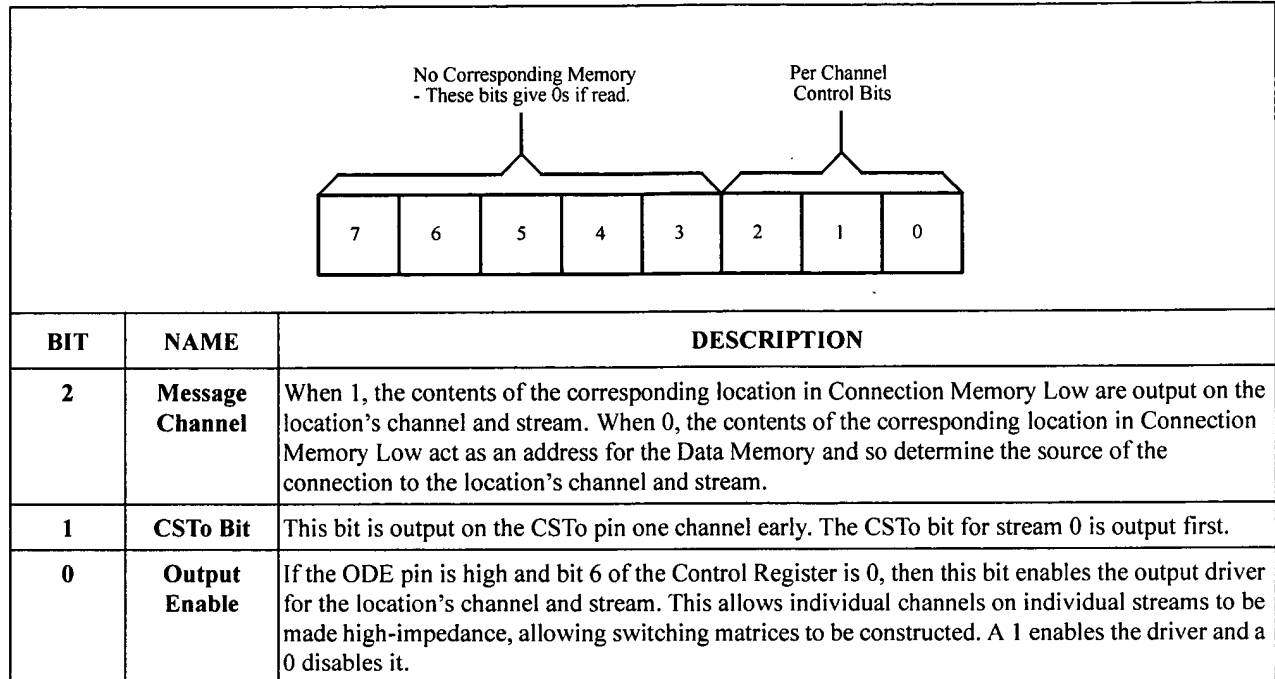 No Corresponding Memory
- These bits give 0s if read.
Per Channel
Control Bits
7 6 5 4 3 2 1 0
BIT NAME DESCRIPTION
2 Message Channel
When 1, the contents of the corresponding location in Connection Memory Low are output on the
location's channel and stream. When 0, the contents of the corresponding location in Connection
Memory Low act as an address for the Data Memory and so determine the source of the
connection to the location's channel and stream.
1 CSTo Bit This bit is output on the CSTo pin one channel early. The CSTo bit for stream 0 is output first.
0 Output Enable
If the ODE pin is high and bit 6 of the Control Register is 0, then this bit enables the output driver
for the location's channel and stream. This allows individual channels on individual streams to be
made high-impedance, allowing switching matrices to be constructed. A 1 enables the driver and a
0 disables it.